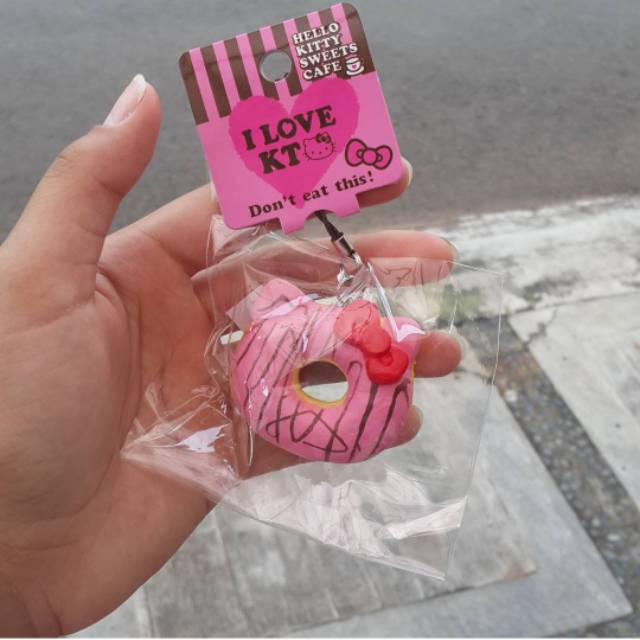 HELLO
KITTY
SWEETS
CAFE
I LOVE
KT
Don't eat this!